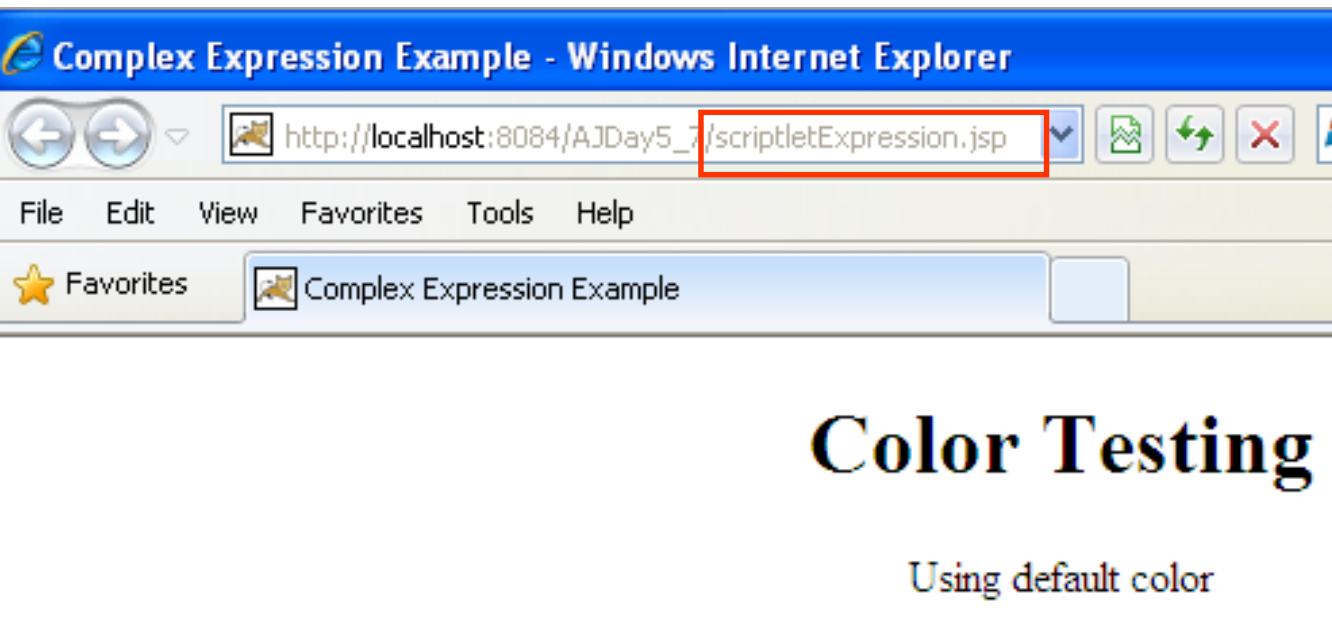 Complex Expression Example - Windows Internet Explorer
http://localhost:8084/AJDay5_7/scriptletExpression.jsp
File Edit View Favorites Tools Help
Favorites
Complex Expression Example
Color Testing
Using default color